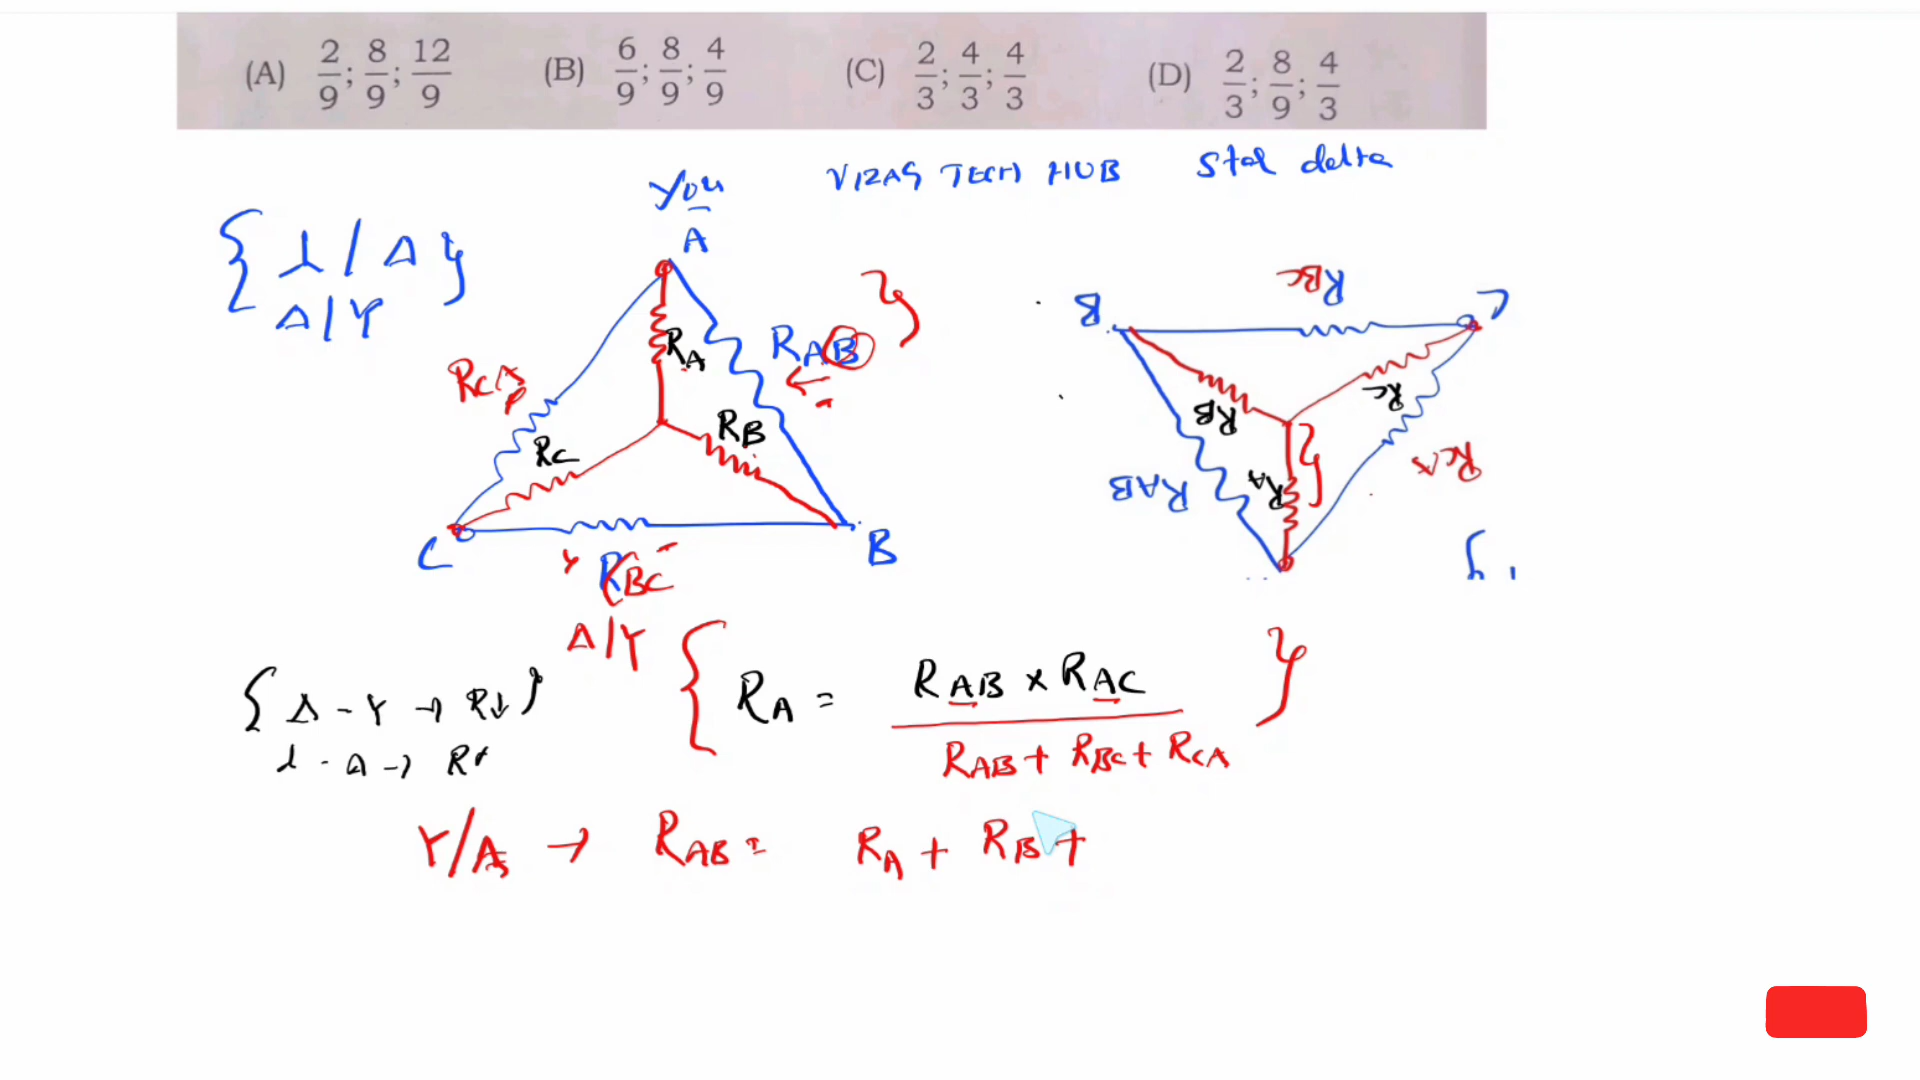 (A) 2/9; 8/9; 12/9 (B) 6/9; 8/9; 4/9 (C) 2/3; 4/3; 4/3 (D) 2/3; 8/9; 4/3
VIZAG TECH HUB Star delta
You
A
{ ⅄ / Δ }
Δ/Y
RAB
RCA
RA
RB
RC
C
B
RBC
RBC
B
C
RB
RC
RAB
RA
RCA
Δ/Y
{ Δ - Y → R↓ }
⅄ - Δ → R↑
{ RA = RAB × RAC / RAB + RBC + RCA }
Y/Δ → RAB = RA + RB +